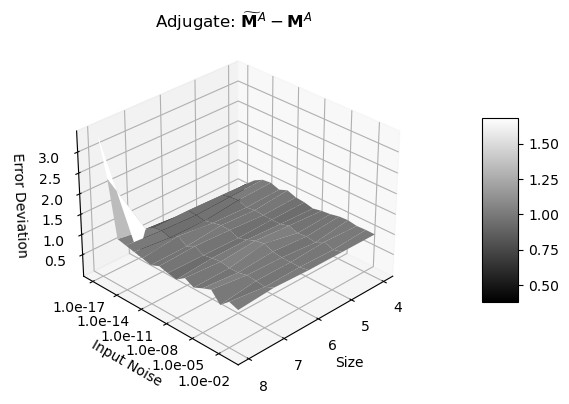 Adjugate: M̃ᴬ − Mᴬ
Error Deviation
3.0
2.5
2.0
1.5
1.0
0.5
1.0e-17
1.0e-14
1.0e-11
1.0e-08
1.0e-05
1.0e-02
Input Noise
8
7
6
5
4
Size
1.50
1.25
1.00
0.75
0.50